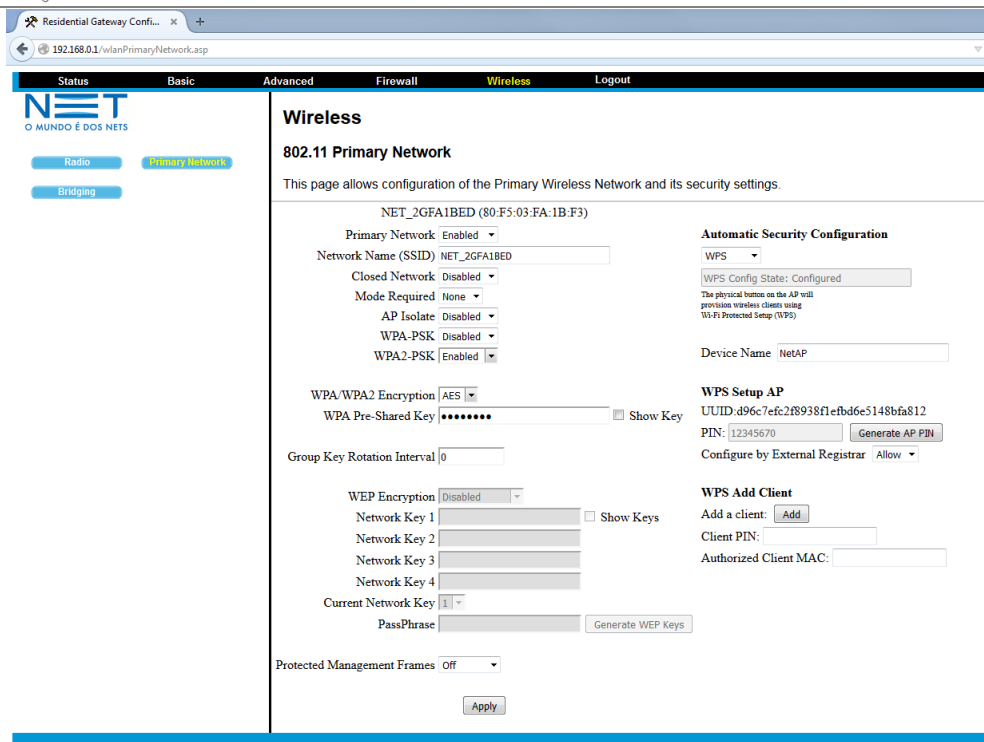 Residential Gateway Confi... × +
192.168.0.1/wlanPrimaryNetwork.asp
Status Basic Advanced Firewall Wireless Logout
NET
O MUNDO É DOS NETS
Radio Primary Network
Bridging
Wireless
802.11 Primary Network
This page allows configuration of the Primary Wireless Network and its security settings.
NET_2GFA1BED (80:F5:03:FA:1B:F3)
Primary Network Enabled
Network Name (SSID) NET_2GFA1BED
Closed Network Disabled
Mode Required None
AP Isolate Disabled
WPA-PSK Disabled
WPA2-PSK Enabled
WPA/WPA2 Encryption AES
WPA Pre-Shared Key •••••••• Show Key
Group Key Rotation Interval 0
WEP Encryption Disabled
Network Key 1 Show Keys
Network Key 2
Network Key 3
Network Key 4
Current Network Key 1
PassPhrase Generate WEP Keys
Protected Management Frames Off
Apply
Automatic Security Configuration
WPS
WPS Config State: Configured
The physical button on the AP will
provision wireless clients using
Wi-Fi Protected Setup (WPS)
Device Name NetAP
WPS Setup AP
UUID:d96c7efc2f8938f1efbd6e5148bfa812
PIN: 12345670 Generate AP PIN
Configure by External Registrar Allow
WPS Add Client
Add a client: Add
Client PIN:
Authorized Client MAC: